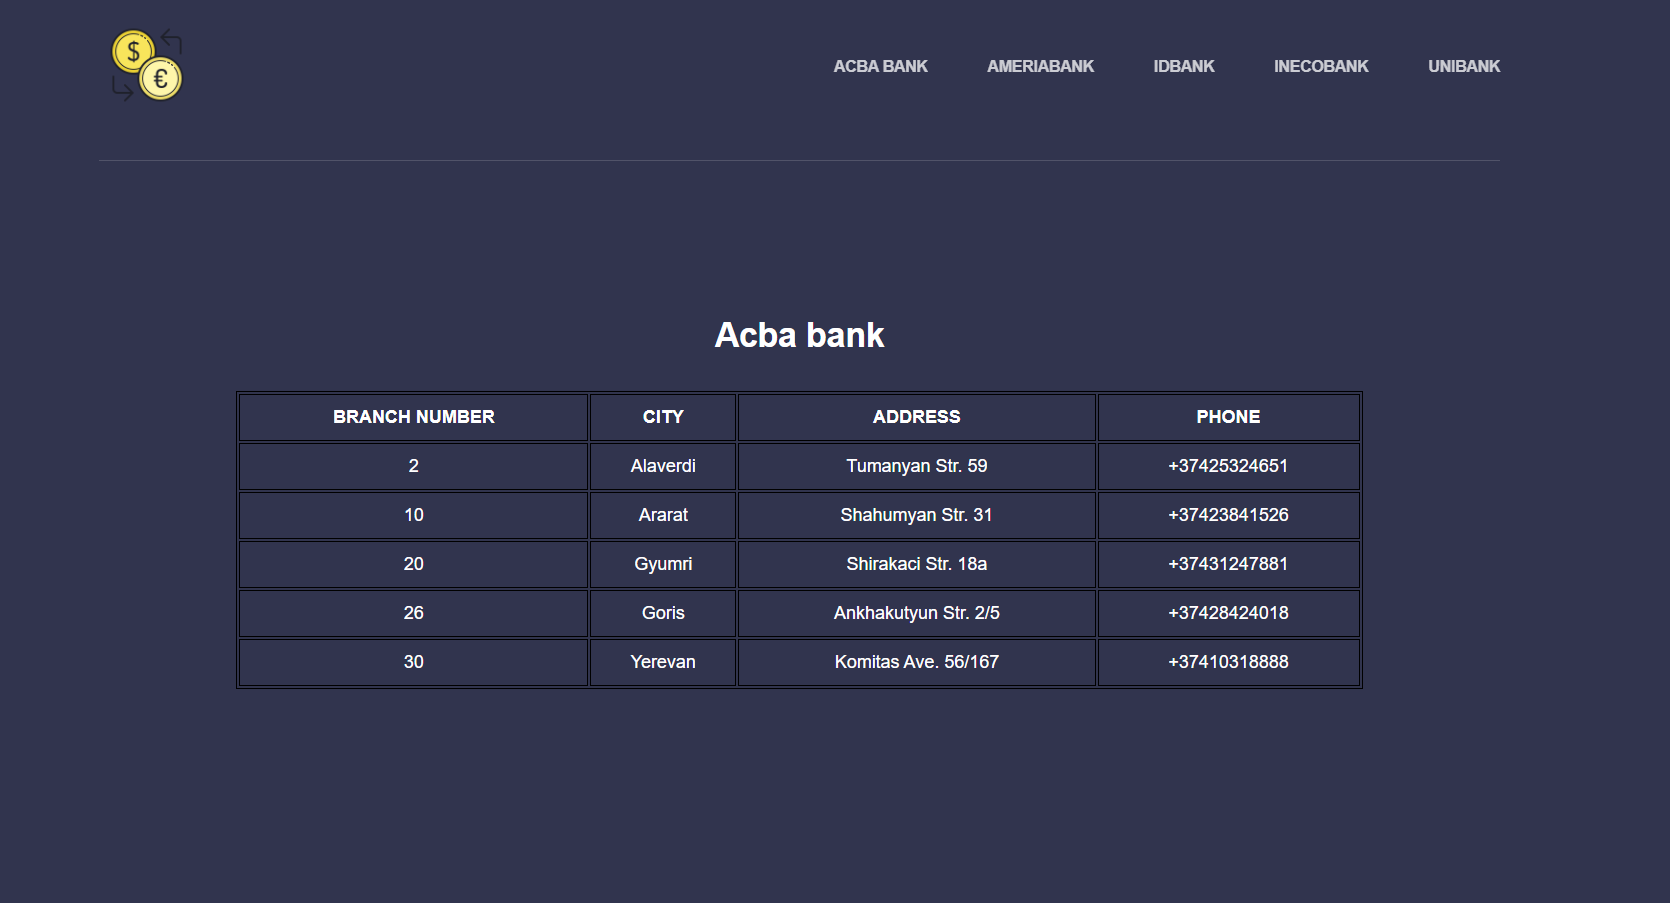 $
€
ACBA BANK AMERIABANK IDBANK INECOBANK UNIBANK
Acba bank
BRANCH NUMBER CITY ADDRESS PHONE
2 Alaverdi Tumanyan Str. 59 +37425324651
10 Ararat Shahumyan Str. 31 +37423841526
20 Gyumri Shirakaci Str. 18a +37431247881
26 Goris Ankhakutyun Str. 2/5 +37428424018
30 Yerevan Komitas Ave. 56/167 +37410318888